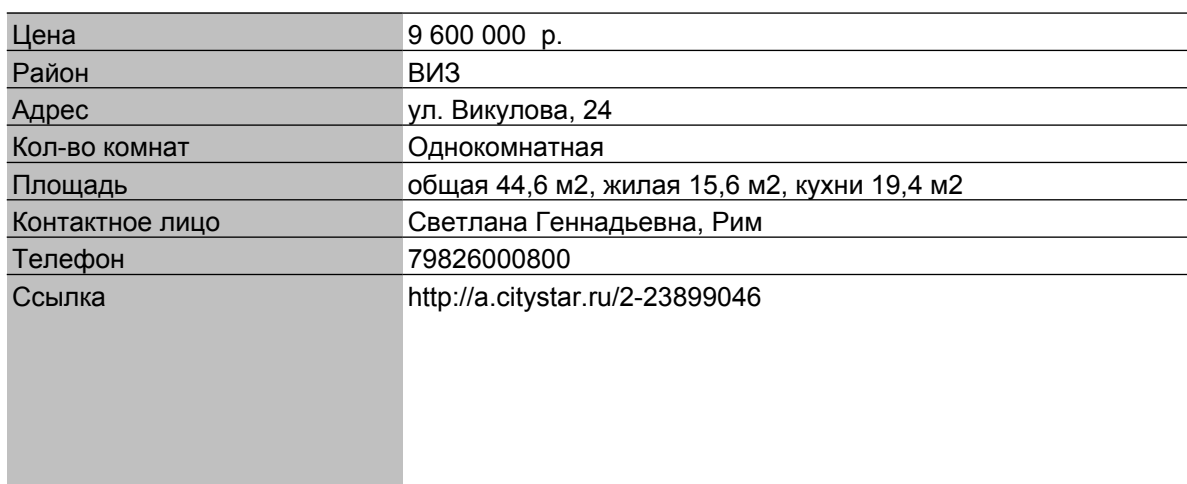 Цена 9 600 000 р.
Район ВИЗ
Адрес ул. Викулова, 24
Кол-во комнат Однокомнатная
Площадь общая 44,6 м2, жилая 15,6 м2, кухни 19,4 м2
Контактное лицо Светлана Геннадьевна, Рим
Телефон 79826000800
Ссылка http://a.citystar.ru/2-23899046